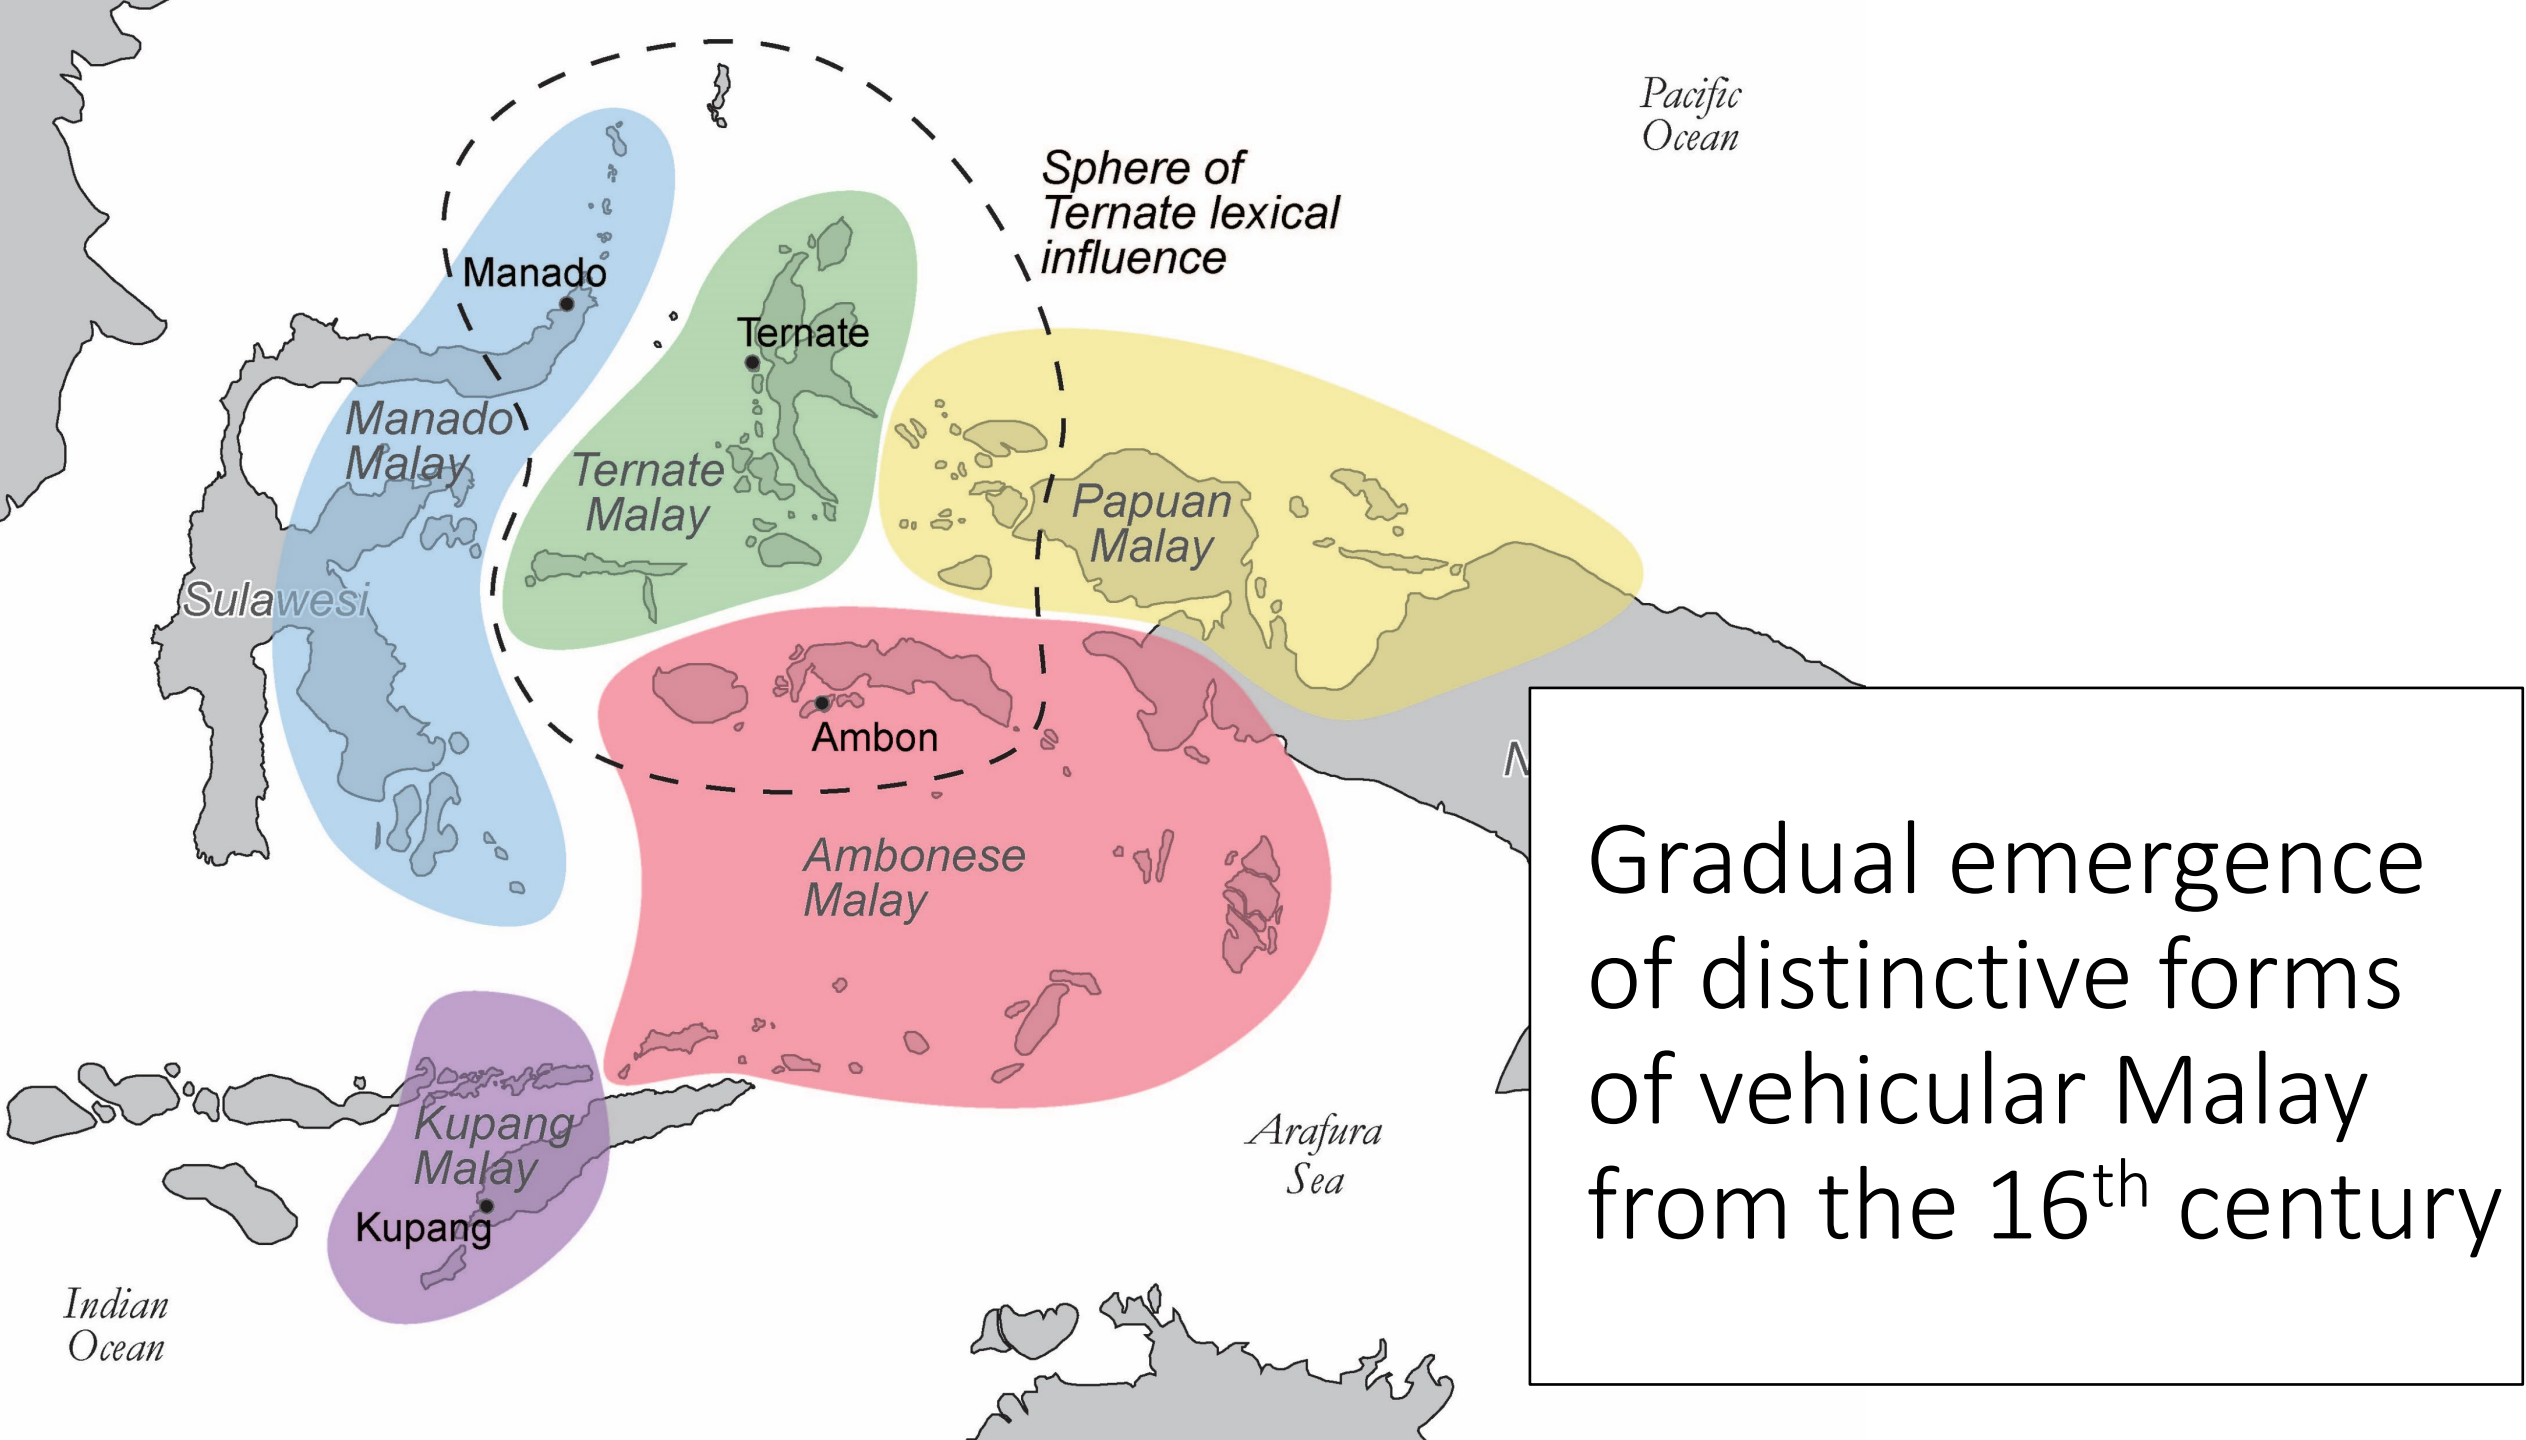 Pacific
Ocean
Sphere of
Ternate lexical
influence
Manado
Ternate
Manado
Malay
Ternate
Malay
Papuan
Malay
Sulawesi
Ambon
Ambonese
Malay
Kupang
Malay
Kupang
Arafura
Sea
Indian
Ocean
Gradual emergence
of distinctive forms
of vehicular Malay
from the 16th century